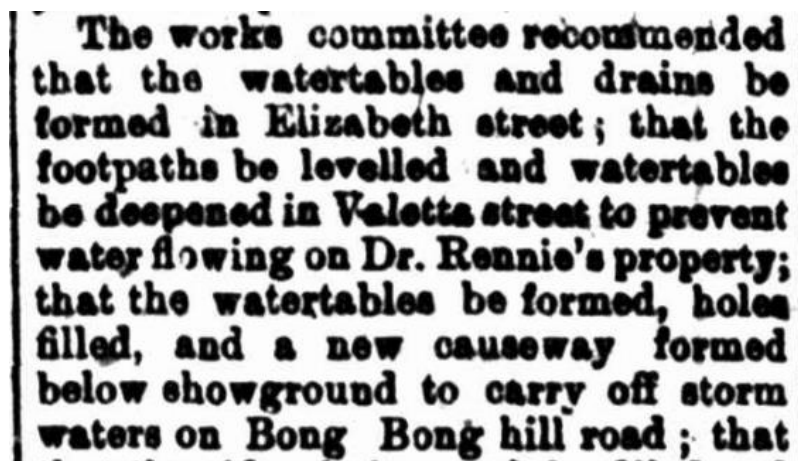 The works committee recommended
that the watertables and drains be
formed in Elizabeth street; that the
footpaths be levelled and watertables
be deepened in Valetta street to prevent
water flowing on Dr. Rennie's property;
that the watertables be formed, holes
filled, and a new causeway formed
below showground to carry off storm
waters on Bong Bong hill road; that